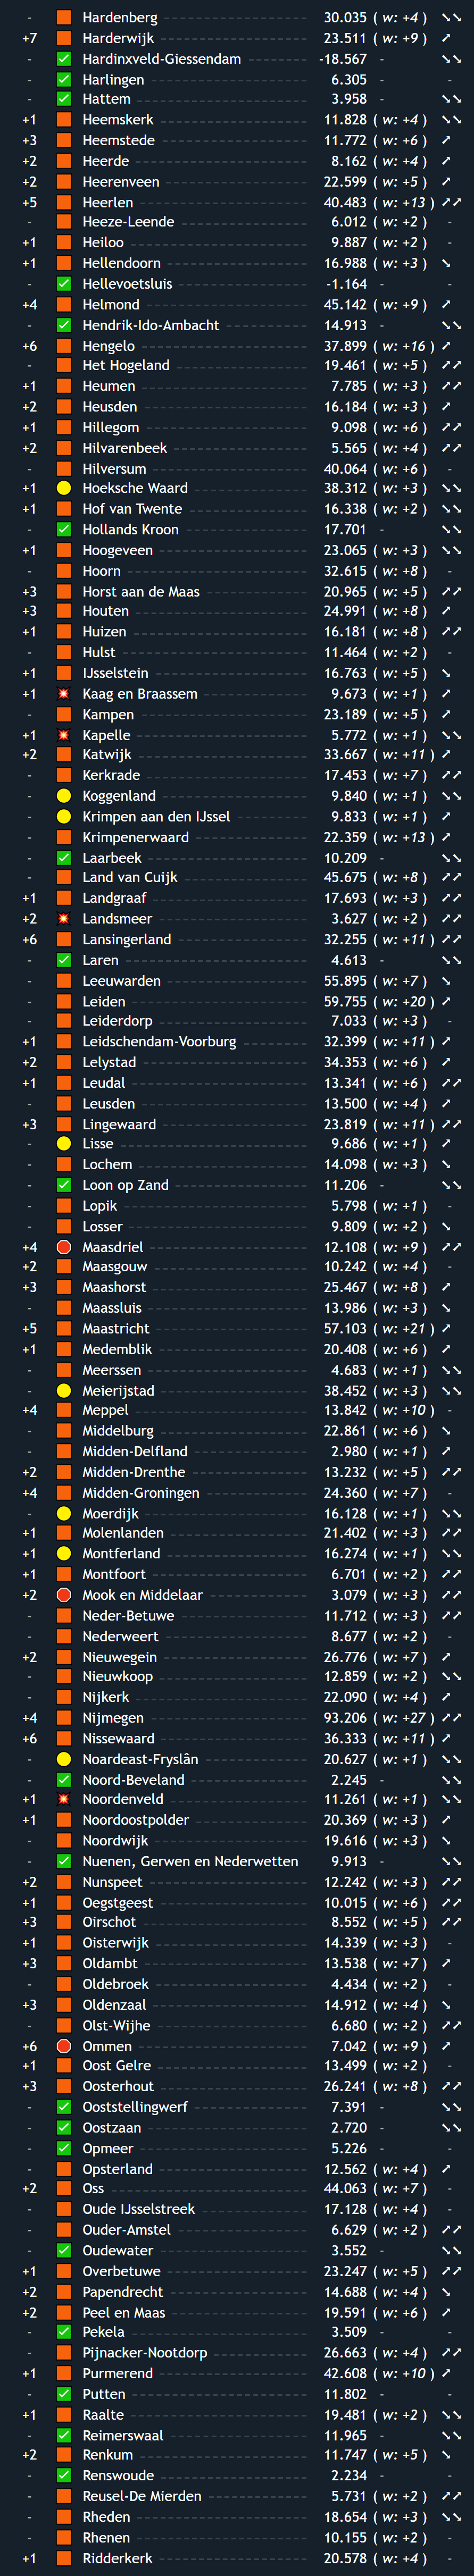 - Hardenberg 30.035 ( w: +4 ) ➘➘
+7 Harderwijk 23.511 ( w: +9 ) ➚
- Hardinxveld-Giessendam -18.567 - ➘➘
- Harlingen 6.305 - -
- Hattem 3.958 - ➘➘
+1 Heemskerk 11.828 ( w: +4 ) ➘➘
+3 Heemstede 11.772 ( w: +6 ) ➚
+2 Heerde 8.162 ( w: +4 ) ➚
+2 Heerenveen 22.599 ( w: +5 ) ➚
+5 Heerlen 40.483 ( w: +13 ) ➚➚
- Heeze-Leende 6.012 ( w: +2 ) -
+1 Heiloo 9.887 ( w: +2 ) -
+1 Hellendoorn 16.988 ( w: +3 ) ➘
- Hellevoetsluis -1.164 - -
+4 Helmond 45.142 ( w: +9 ) ➚
- Hendrik-Ido-Ambacht 14.913 - ➘➘
+6 Hengelo 37.899 ( w: +16 ) ➚
- Het Hogeland 19.461 ( w: +5 ) ➚➚
+1 Heumen 7.785 ( w: +3 ) ➚➚
+2 Heusden 16.184 ( w: +3 ) ➚
+1 Hillegom 9.098 ( w: +6 ) ➚➚
+2 Hilvarenbeek 5.565 ( w: +4 ) ➚➚
- Hilversum 40.064 ( w: +6 ) -
+1 Hoeksche Waard 38.312 ( w: +3 ) ➘➘
+1 Hof van Twente 16.338 ( w: +2 ) ➘➘
- Hollands Kroon 17.701 - ➘➘
+1 Hoogeveen 23.065 ( w: +3 ) ➘➘
- Hoorn 32.615 ( w: +8 ) -
+3 Horst aan de Maas 20.965 ( w: +5 ) ➚➚
+3 Houten 24.991 ( w: +8 ) ➚
+1 Huizen 16.181 ( w: +8 ) ➚➚
- Hulst 11.464 ( w: +2 ) -
+1 IJsselstein 16.763 ( w: +5 ) ➘
+1 Kaag en Braassem 9.673 ( w: +1 ) ➚
- Kampen 23.189 ( w: +5 ) ➚
+1 Kapelle 5.772 ( w: +1 ) ➘➘
+2 Katwijk 33.667 ( w: +11 ) ➚
- Kerkrade 17.453 ( w: +7 ) ➚➚
- Koggenland 9.840 ( w: +1 ) ➘➘
- Krimpen aan den IJssel 9.833 ( w: +1 ) ➚
- Krimpenerwaard 22.359 ( w: +13 ) ➚
- Laarbeek 10.209 - ➘➘
- Land van Cuijk 45.675 ( w: +8 ) ➚➚
+1 Landgraaf 17.693 ( w: +3 ) ➚➚
+2 Landsmeer 3.627 ( w: +2 ) ➚➚
+6 Lansingerland 32.255 ( w: +11 ) ➚➚
- Laren 4.613 - ➘➘
- Leeuwarden 55.895 ( w: +7 ) ➘
- Leiden 59.755 ( w: +20 ) ➚
- Leiderdorp 7.033 ( w: +3 ) -
+1 Leidschendam-Voorburg 32.399 ( w: +11 ) ➚
+2 Lelystad 34.353 ( w: +6 ) ➚
+1 Leudal 13.341 ( w: +6 ) ➚➚
- Leusden 13.500 ( w: +4 ) ➚
+3 Lingewaard 23.819 ( w: +11 ) ➚➚
- Lisse 9.686 ( w: +1 ) ➚
- Lochem 14.098 ( w: +3 ) ➘
- Loon op Zand 11.206 - ➘➘
- Lopik 5.798 ( w: +1 ) -
- Losser 9.809 ( w: +2 ) ➘
+4 Maasdriel 12.108 ( w: +9 ) ➚➚
+2 Maasgouw 10.242 ( w: +4 ) -
+3 Maashorst 25.467 ( w: +8 ) ➚
- Maassluis 13.986 ( w: +3 ) ➘
+5 Maastricht 57.103 ( w: +21 ) ➚
+1 Medemblik 20.408 ( w: +6 ) ➚
- Meerssen 4.683 ( w: +1 ) ➘➘
- Meierijstad 38.452 ( w: +3 ) ➘➘
+4 Meppel 13.842 ( w: +10 ) -
- Middelburg 22.861 ( w: +6 ) ➘
- Midden-Delfland 2.980 ( w: +1 ) ➚
+2 Midden-Drenthe 13.232 ( w: +5 ) ➚➚
+4 Midden-Groningen 24.360 ( w: +7 ) -
- Moerdijk 16.128 ( w: +1 ) ➘➘
+1 Molenlanden 21.402 ( w: +3 ) ➚➚
+1 Montferland 16.274 ( w: +1 ) ➘➘
+1 Montfoort 6.701 ( w: +2 ) ➚➚
+2 Mook en Middelaar 3.079 ( w: +3 ) ➚➚
- Neder-Betuwe 11.712 ( w: +3 ) ➚➚
- Nederweert 8.677 ( w: +2 ) -
+2 Nieuwegein 26.776 ( w: +7 ) ➚
- Nieuwkoop 12.859 ( w: +2 ) ➘➘
- Nijkerk 22.090 ( w: +4 ) ➚
+4 Nijmegen 93.206 ( w: +27 ) ➚➚
+6 Nissewaard 36.333 ( w: +11 ) ➚
- Noardeast-Fryslân 20.627 ( w: +1 ) ➘➘
- Noord-Beveland 2.245 - ➘➘
+1 Noordenveld 11.261 ( w: +1 ) ➘➘
+1 Noordoostpolder 20.369 ( w: +3 ) ➚
- Noordwijk 19.616 ( w: +3 ) ➘
- Nuenen, Gerwen en Nederwetten 9.913 - ➘➘
+2 Nunspeet 12.242 ( w: +3 ) ➚➚
+1 Oegstgeest 10.015 ( w: +6 ) ➚➚
+3 Oirschot 8.552 ( w: +5 ) ➚➚
+1 Oisterwijk 14.339 ( w: +3 ) -
+3 Oldambt 13.538 ( w: +7 ) ➚
- Oldebroek 4.434 ( w: +2 ) -
+3 Oldenzaal 14.912 ( w: +4 ) ➘
- Olst-Wijhe 6.680 ( w: +2 ) ➚➚
+6 Ommen 7.042 ( w: +9 ) ➚
+1 Oost Gelre 13.499 ( w: +2 ) -
+3 Oosterhout 26.241 ( w: +8 ) ➚➚
- Ooststellingwerf 7.391 - ➘➘
- Oostzaan 2.720 - ➘➘
- Opmeer 5.226 - -
- Opsterland 12.562 ( w: +4 ) ➚
+2 Oss 44.063 ( w: +7 ) -
- Oude IJsselstreek 17.128 ( w: +4 ) -
- Ouder-Amstel 6.629 ( w: +2 ) ➚➚
- Oudewater 3.552 - ➘➘
+1 Overbetuwe 23.247 ( w: +5 ) ➚➚
+2 Papendrecht 14.688 ( w: +4 ) ➘
+2 Peel en Maas 19.591 ( w: +6 ) ➚
- Pekela 3.509 - -
- Pijnacker-Nootdorp 26.663 ( w: +4 ) ➚➚
+1 Purmerend 42.608 ( w: +10 ) ➚
- Putten 11.802 - -
+1 Raalte 19.481 ( w: +2 ) ➘➘
- Reimerswaal 11.965 - ➘➘
+2 Renkum 11.747 ( w: +5 ) ➘
- Renswoude 2.234 - -
- Reusel-De Mierden 5.731 ( w: +2 ) ➚➚
- Rheden 18.654 ( w: +3 ) ➘➘
- Rhenen 10.155 ( w: +2 ) -
+1 Ridderkerk 20.578 ( w: +4 ) -